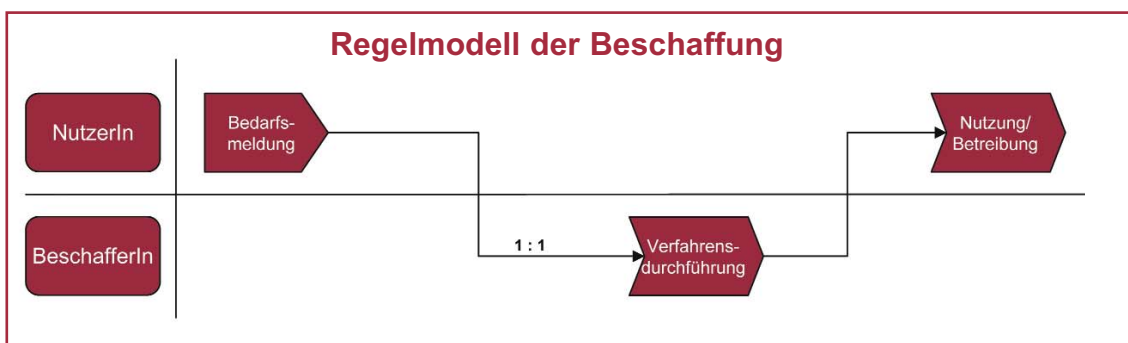 Regelmodell der Beschaffung
NutzerIn
Bedarfs-
meldung
Nutzung/
Betreibung
BeschafferIn
1 : 1
Verfahrens-
durchführung